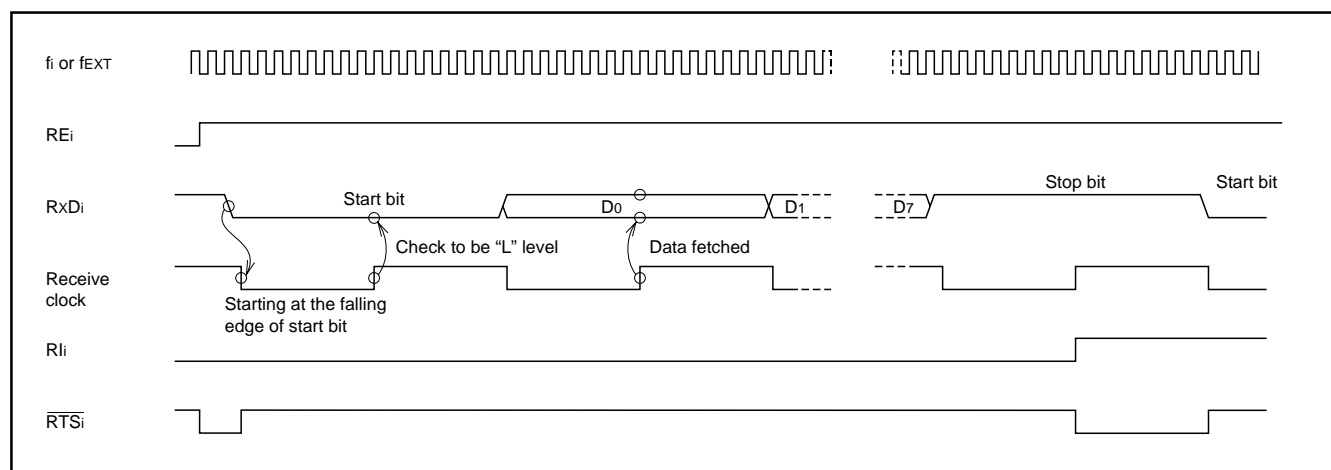 fi or fEXT
REi
RxDi
Start bit
D0
D1
D7
Stop bit
Start bit
Check to be “L” level
Data fetched
Receive
clock
Starting at the falling
edge of start bit
RIi
RTSi